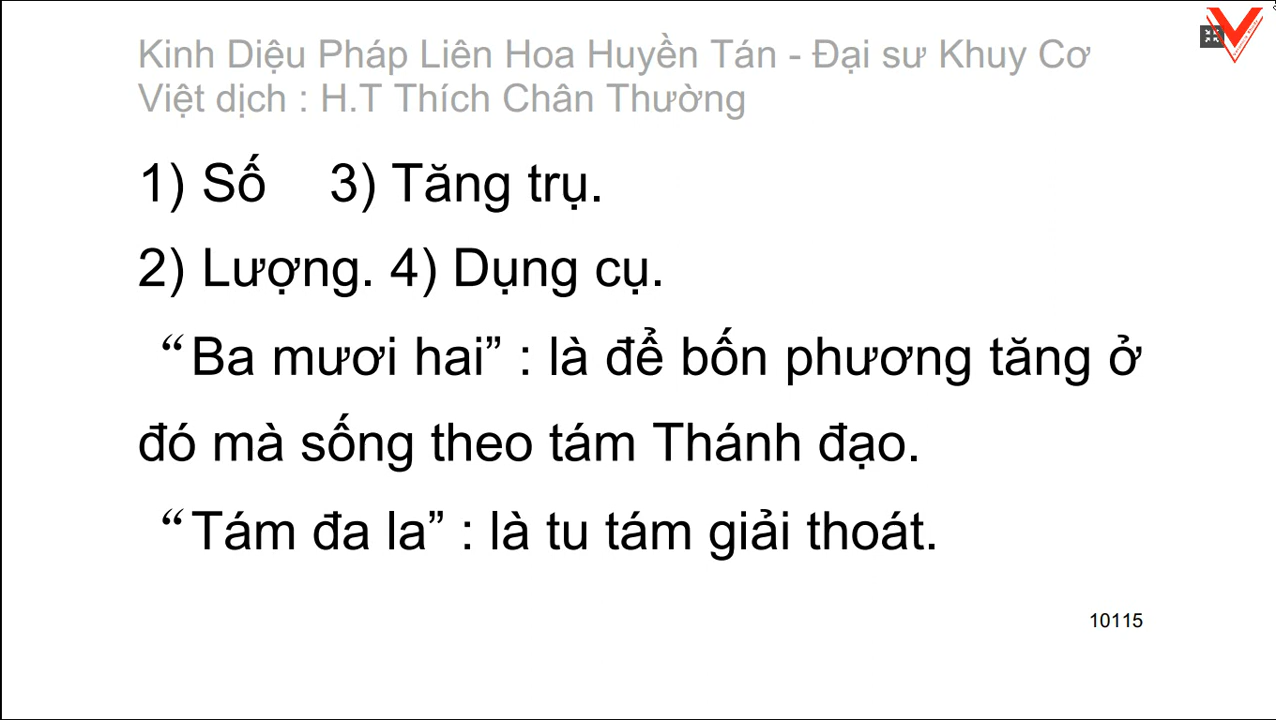 Kinh Diệu Pháp Liên Hoa Huyền Tán - Đại sư Khuy Cơ
Việt dịch : H.T Thích Chân Thường
1) Số 3) Tăng trụ.
2) Lượng. 4) Dụng cụ.
“Ba mươi hai” : là để bốn phương tăng ở
đó mà sống theo tám Thánh đạo.
“Tám đa la” : là tu tám giải thoát.
10115